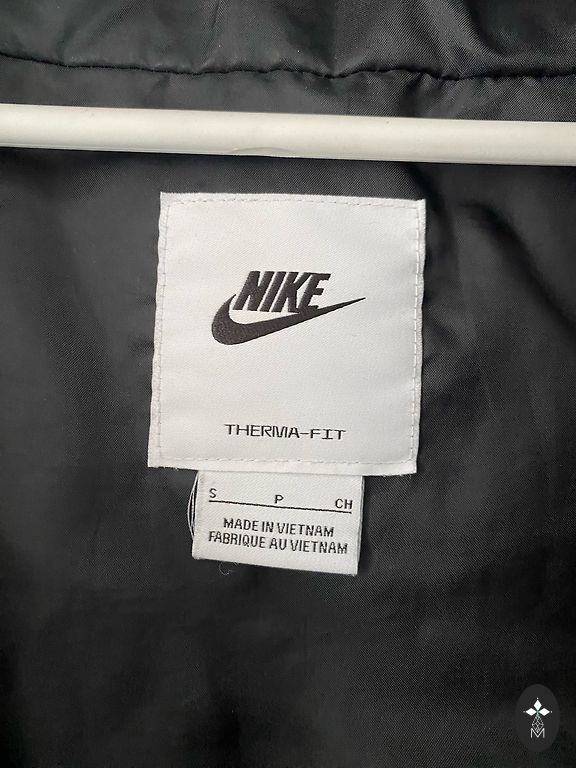 NIKE
THERMA-FIT
S P CH
MADE IN VIETNAM
FABRIQUE AU VIETNAM
M